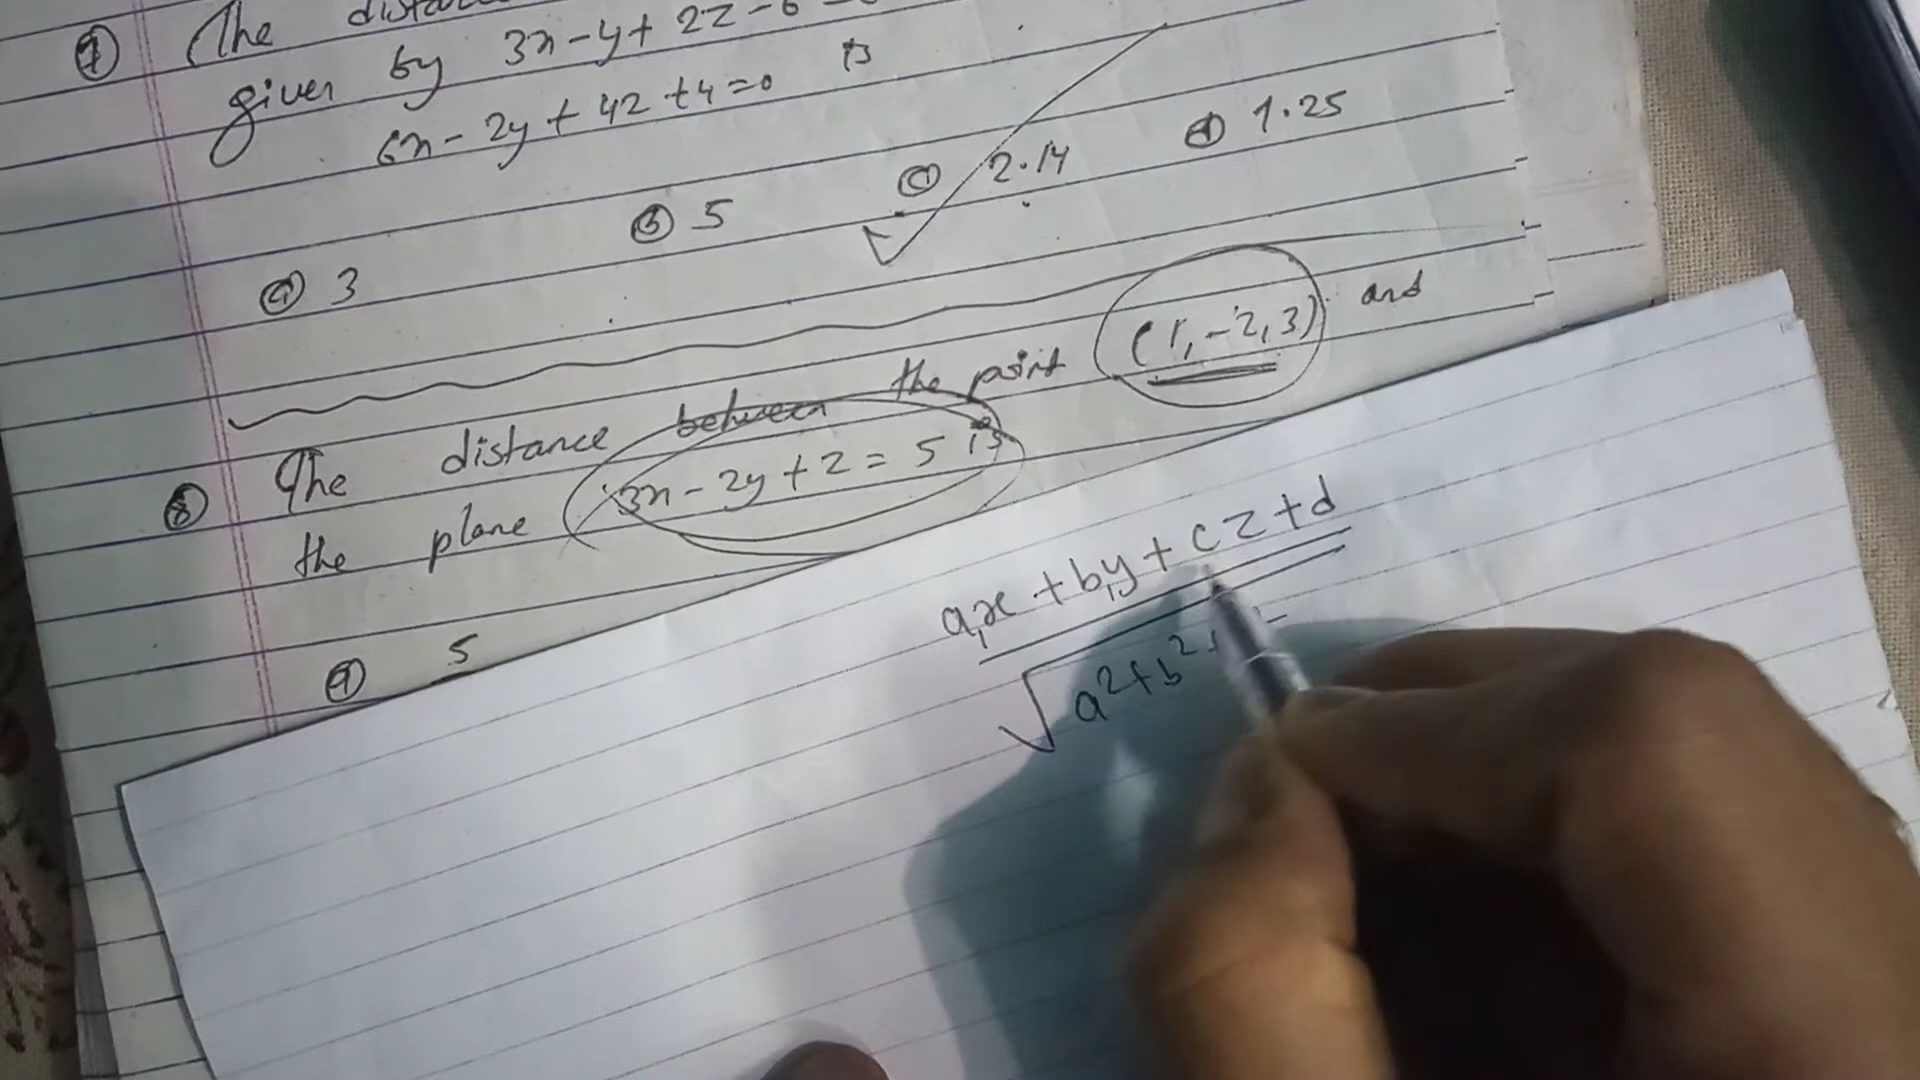 ⑦ The
given by 3x-y+2z-6
6x-2y+4z+4=0 is
ⓐ 3 ⓑ 5 ⓒ 2.14 ⓓ 1.25
⑧ The distance between the point (1,-2,3) and
the plane 3x-2y+z=5 is
ⓐ 5
a,x+b,y+cz+d
√a²+b²